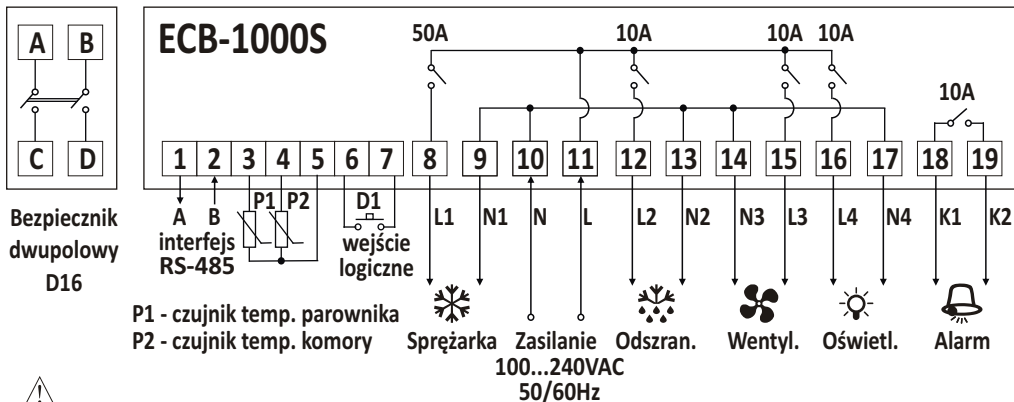 A B
C D
Bezpiecznik
dwupolowy
D16
ECB-1000S
50A 10A 10A 10A
10A
1 2 3 4 5 6 7 8 9 10 11 12 13 14 15 16 17 18 19
P1 P2 D1
A B L1 N1 N L L2 N2 N3 L3 L4 N4 K1 K2
interfejs
RS-485
wejście
logiczne
P1 - czujnik temp. parownika
P2 - czujnik temp. komory
Sprężarka Zasilanie Odszran. Wentyl. Oświetl. Alarm
100...240VAC
50/60Hz
!